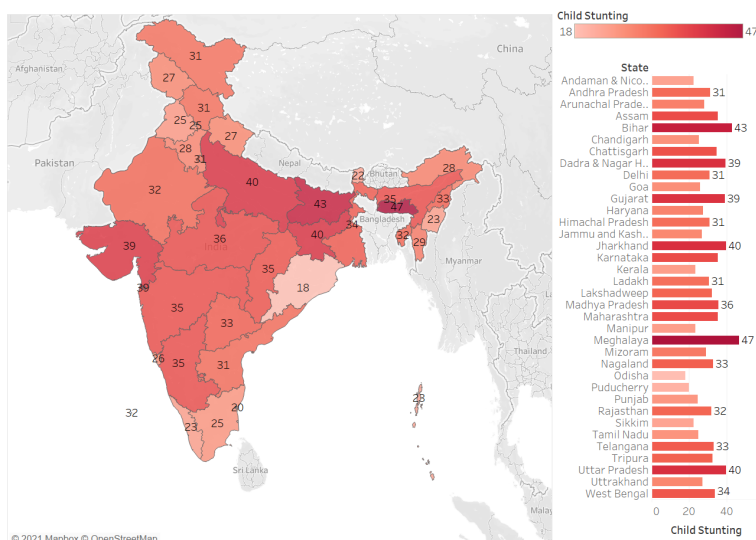 Child Stunting
18 47
China
Afghanistan
31
27
31
25
25
27
28
31
Pakistan
Nepal
Bhutan
28
22
32
40
43
35
33
47
Bangladesh
23
34
36
India
40
32
29
39
35
Myanmar
39
18
35
33
26
35
31
Thailand
32
20
23
25
23
Sri Lanka
Malay
© 2021 Mapbox © OpenStreetMap
State
Andaman & Nico..
Andhra Pradesh 31
Arunachal Prade..
Assam
Bihar 43
Chandigarh
Chattisgarh
Dadra & Nagar H.. 39
Delhi 31
Goa
Gujarat 39
Haryana
Himachal Pradesh 31
Jammu and Kash..
Jharkhand 40
Karnataka
Kerala
Ladakh 31
Lakshadweep
Madhya Pradesh 36
Maharashtra
Manipur
Meghalaya 47
Mizoram
Nagaland 33
Odisha
Puducherry
Punjab
Rajasthan 32
Sikkim
Tamil Nadu
Telangana 33
Tripura
Uttar Pradesh 40
Uttrakhand
West Bengal 34
0 20 40
Child Stunting